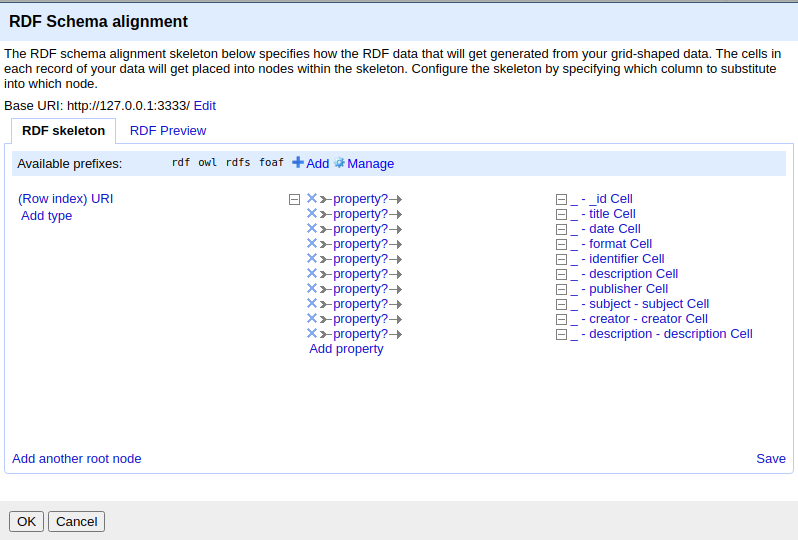 RDF Schema alignment
The RDF schema alignment skeleton below specifies how the RDF data that will get generated from your grid-shaped data. The cells in
each record of your data will get placed into nodes within the skeleton. Configure the skeleton by specifying which column to substitute
into which node.
Base URI: http://127.0.0.1:3333/ Edit
RDF skeleton RDF Preview
Available prefixes: rdf owl rdfs foaf Add Manage
(Row index) URI property? _ - _id Cell
Add type property? _ - title Cell
property? _ - date Cell
property? _ - format Cell
property? _ - identifier Cell
property? _ - description Cell
property? _ - publisher Cell
property? _ - subject - subject Cell
property? _ - creator - creator Cell
property? _ - description - description Cell
Add property
Add another root node Save
OK Cancel